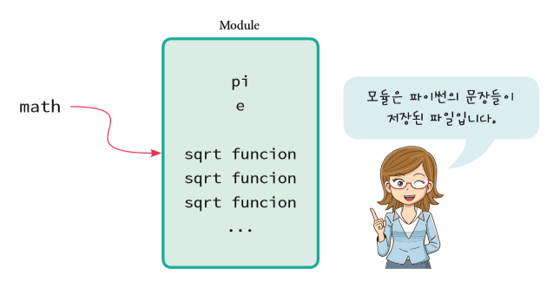 Module
pi
e
math
sqrt funcion
sqrt funcion
sqrt funcion
...
모듈은 파이썬의 문장들이
저장된 파일입니다.